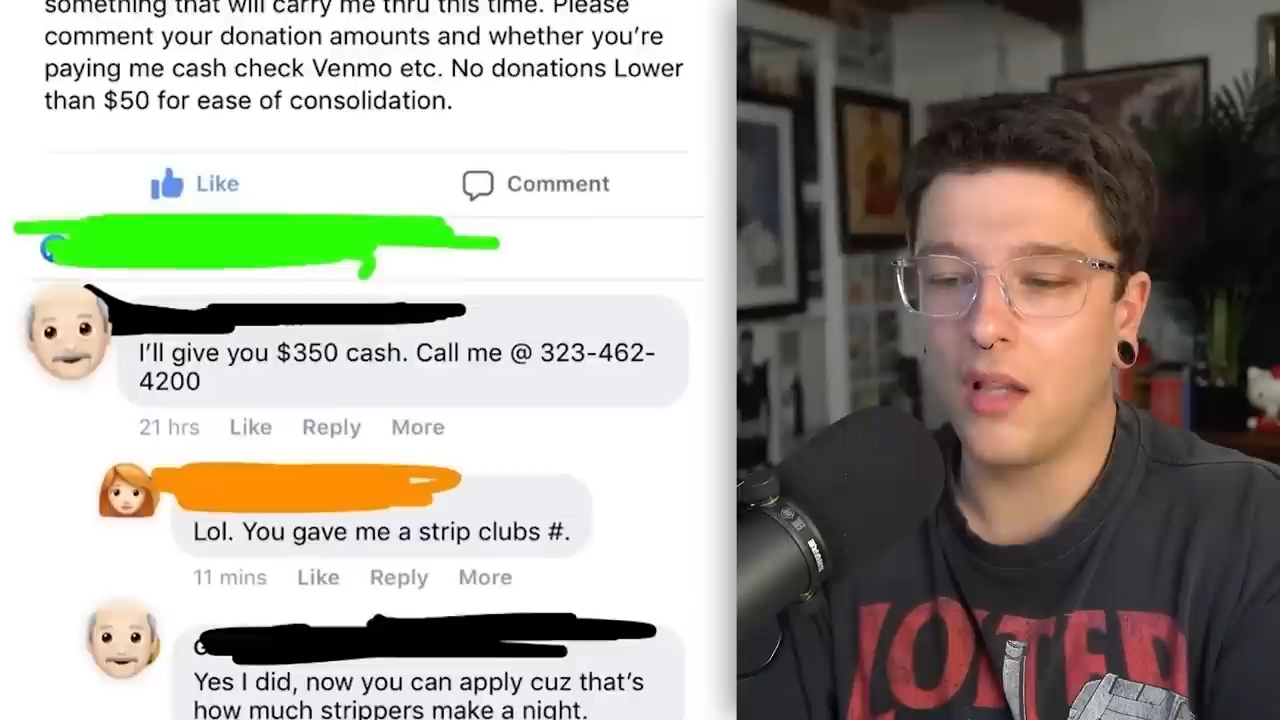 something that will carry me thru this time. Please
comment your donation amounts and whether you're
paying me cash check Venmo etc. No donations Lower
than $50 for ease of consolidation.
Like
Comment
I'll give you $350 cash. Call me @ 323-462-
4200
21 hrs Like Reply More
Lol. You gave me a strip clubs #.
11 mins Like Reply More
Yes I did, now you can apply cuz that's
how much strippers make a night.